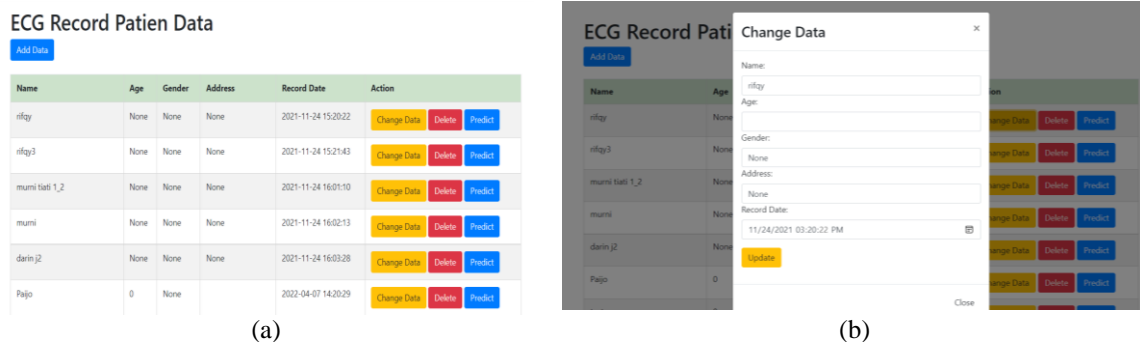 ECG Record Patien Data
Add Data
Name Age Gender Address Record Date Action
rifqy None None None 2021-11-24 15:20:22 Change Data Delete Predict
rifqy3 None None None 2021-11-24 15:21:43 Change Data Delete Predict
murni tiati 1_2 None None None 2021-11-24 16:01:10 Change Data Delete Predict
murni None None None 2021-11-24 16:02:13 Change Data Delete Predict
darin j2 None None None 2021-11-24 16:03:28 Change Data Delete Predict
Paijo 0 None 2022-04-07 14:20:29 Change Data Delete Predict
(a)
ECG Record Pati
Add Data
Name Age ion
rifqy None ange Data Delete Predict
rifqy3 None ange Data Delete Predict
murni tiati 1_2 None ange Data Delete Predict
murni None ange Data Delete Predict
darin j2 None ange Data Delete Predict
Paijo 0 ange Data Delete Predict
Change Data ×
Name:
rifqy
Age:
Gender:
None
Address:
None
Record Date:
11/24/2021 03:20:22 PM
Update
Close
(b)